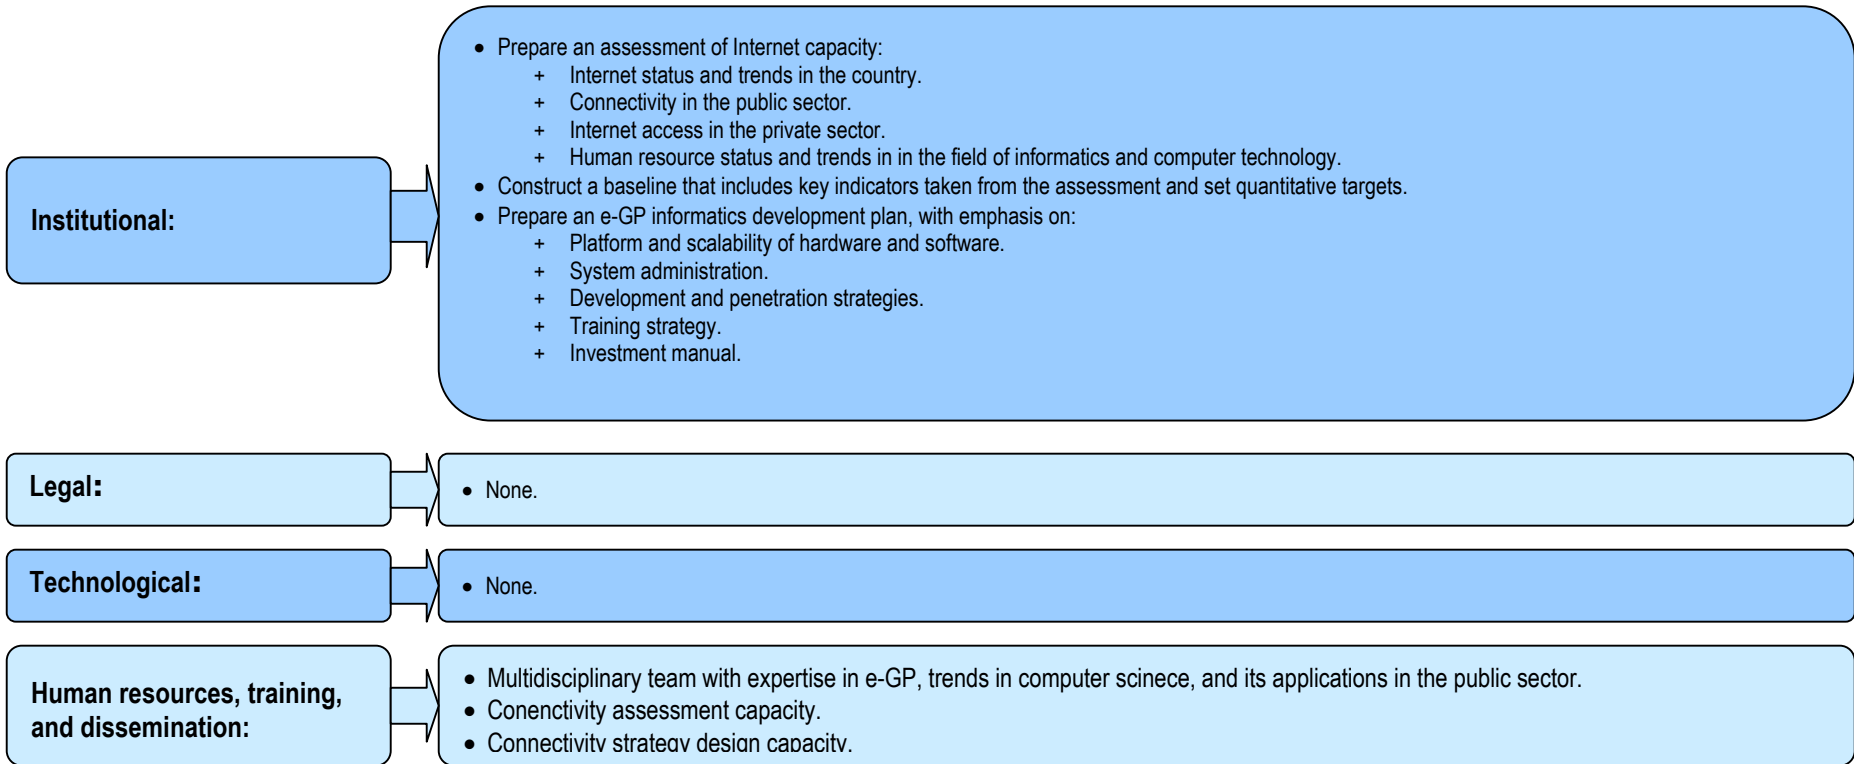 • Prepare an assessment of Internet capacity:
+ Internet status and trends in the country.
+ Connectivity in the public sector.
+ Internet access in the private sector.
+ Human resource status and trends in in the field of informatics and computer technology.
• Construct a baseline that includes key indicators taken from the assessment and set quantitative targets.
• Prepare an e-GP informatics development plan, with emphasis on:
+ Platform and scalability of hardware and software.
+ System administration.
+ Development and penetration strategies.
+ Training strategy.
+ Investment manual.
Institutional:
Legal:
• None.
Technological:
• None.
Human resources, training,
and dissemination:
• Multidisciplinary team with expertise in e-GP, trends in computer scinece, and its applications in the public sector.
• Conenctivity assessment capacity.
• Connectivity strategy design capacity.